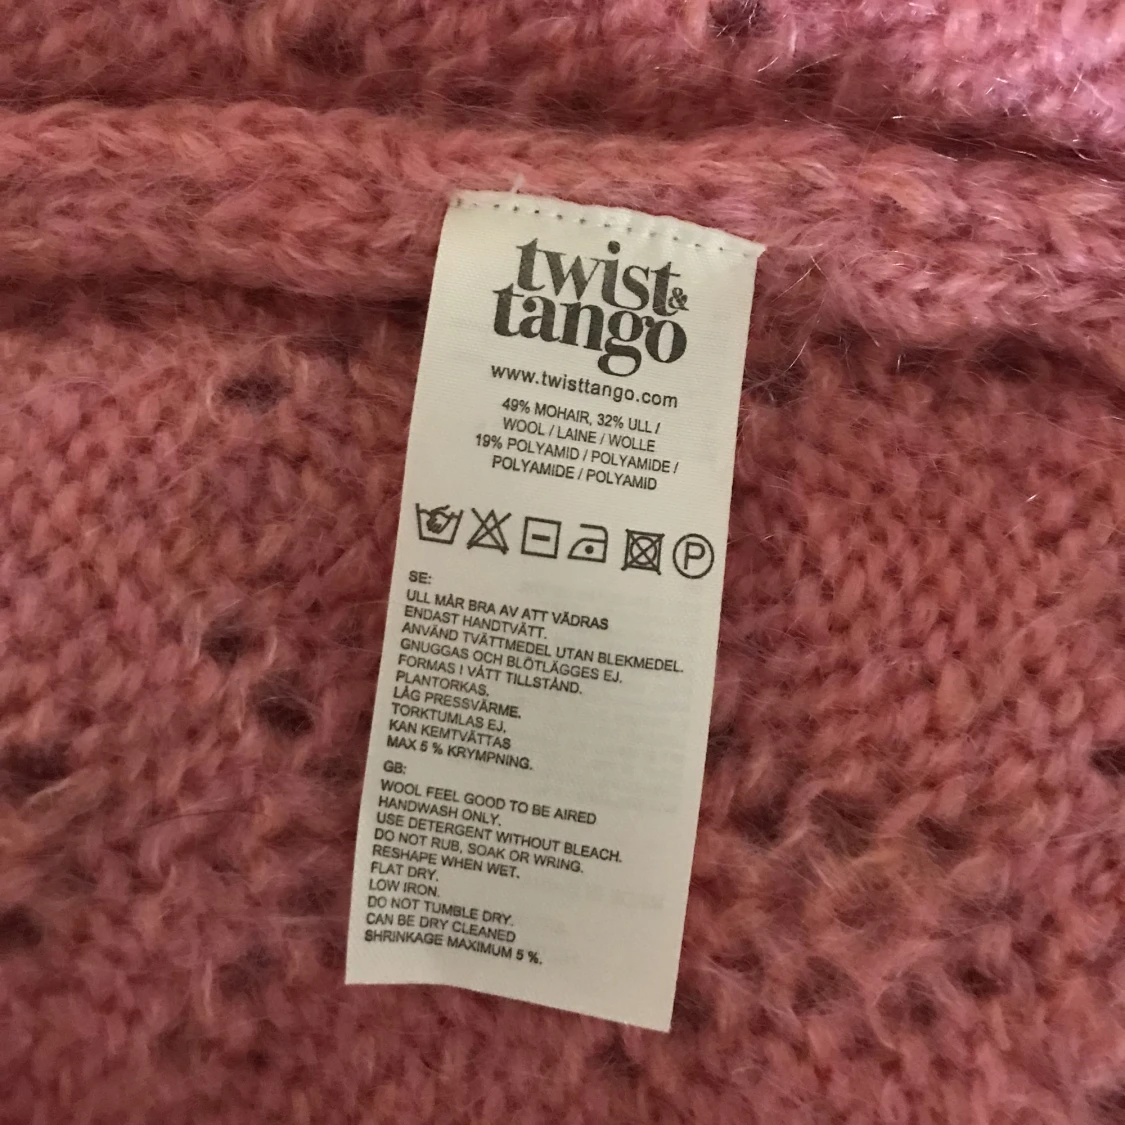 twist&
tango
www.twisttango.com
49% MOHAIR, 32% ULL /
WOOL / LAINE / WOLLE
19% POLYAMID / POLYAMIDE /
POLYAMIDE / POLYAMID
P
SE:
ULL MÅR BRA AV ATT VÄDRAS
ENDAST HANDTVÄTT.
ANVÄND TVÄTTMEDEL UTAN BLEKMEDEL.
GNUGGAS OCH BLÖTLÄGGES EJ.
FORMAS I VÅTT TILLSTÅND.
PLANTORKAS.
LÅG PRESSVÄRME.
TORKTUMLAS EJ.
KAN KEMTVÄTTAS
MAX 5 % KRYMPNING.
GB:
WOOL FEEL GOOD TO BE AIRED
HANDWASH ONLY.
USE DETERGENT WITHOUT BLEACH.
DO NOT RUB, SOAK OR WRING.
RESHAPE WHEN WET.
FLAT DRY.
LOW IRON.
DO NOT TUMBLE DRY.
CAN BE DRY CLEANED
SHRINKAGE MAXIMUM 5 %.